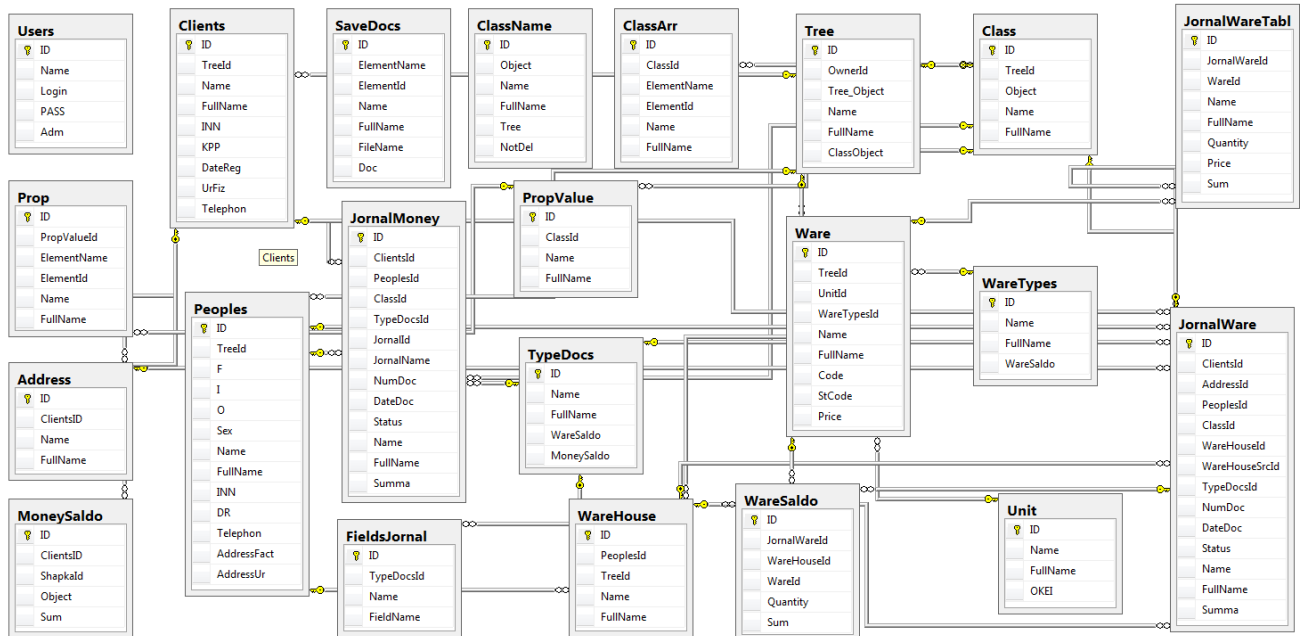 Users
ID
Name
Login
PASS
Adm
Clients
ID
TreeId
Name
FullName
INN
KPP
DateReg
UrFiz
Telephon
SaveDocs
ID
ElementName
ElementId
Name
FullName
FileName
Doc
ClassName
ID
Object
Name
FullName
Tree
NotDel
ClassArr
ID
ClassId
ElementName
ElementId
Name
FullName
Tree
ID
OwnerId
Tree_Object
Name
FullName
ClassObject
Class
ID
TreeId
Object
Name
FullName
JornalWareTabl
ID
JornalWareId
WareId
Name
FullName
Quantity
Price
Sum
Prop
ID
PropValueId
ElementName
ElementId
Name
FullName
Clients
JornalMoney
ID
ClientsId
PeoplesId
ClassId
TypeDocsId
JornalId
JornalName
NumDoc
DateDoc
Status
Name
FullName
Summa
PropValue
ID
ClassId
Name
FullName
Ware
ID
TreeId
UnitId
WareTypesId
Name
FullName
Code
StCode
Price
WareTypes
ID
Name
FullName
WareSaldo
Peoples
ID
TreeId
F
I
O
Sex
Name
FullName
INN
DR
Telephon
AddressFact
AddressUr
JornalWare
ID
ClientsId
AddressId
PeoplesId
ClassId
WareHouseId
WareHouseSrcId
TypeDocsId
NumDoc
DateDoc
Status
Name
FullName
Summa
TypeDocs
ID
Name
FullName
WareSaldo
MoneySaldo
Address
ID
ClientsID
Name
FullName
MoneySaldo
ID
ClientsID
ShapkaId
Object
Sum
FieldsJornal
ID
TypeDocsId
Name
FieldName
WareHouse
ID
PeoplesId
TreeId
Name
FullName
WareSaldo
ID
JornalWareId
WareHouseId
WareId
Quantity
Sum
Unit
ID
Name
FullName
OKEI